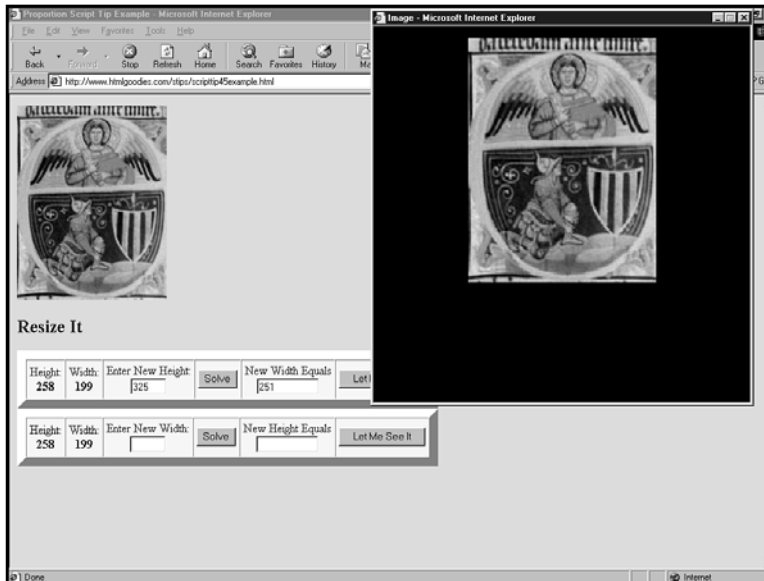 Proportion Script Tip Example - Microsoft Internet Explorer
File Edit View Favorites Tools Help
Back Forward Stop Refresh Home Search Favorites History
Address http://www.htmlgoodies.com/stips/scripttip45example.html
Image - Microsoft Internet Explorer
Resize It
Height: Width: Enter New Height: New Width Equals
258 199 325 Solve 251 Let
Height: Width: Enter New Width: New Height Equals
258 199 Solve Let Me See It
Done Internet